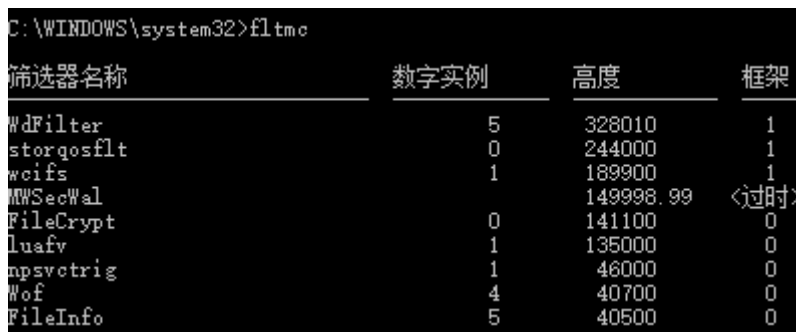 C:\WINDOWS\system32>fltmc
筛选器名称 数字实例 高度 框架
WdFilter 5 328010 1
storqosflt 0 244000 1
wcifs 1 189900 1
MWSecWal 149998.99 <过时>
FileCrypt 0 141100 0
luafv 1 135000 0
npsvctrig 1 46000 0
Wof 4 40700 0
FileInfo 5 40500 0